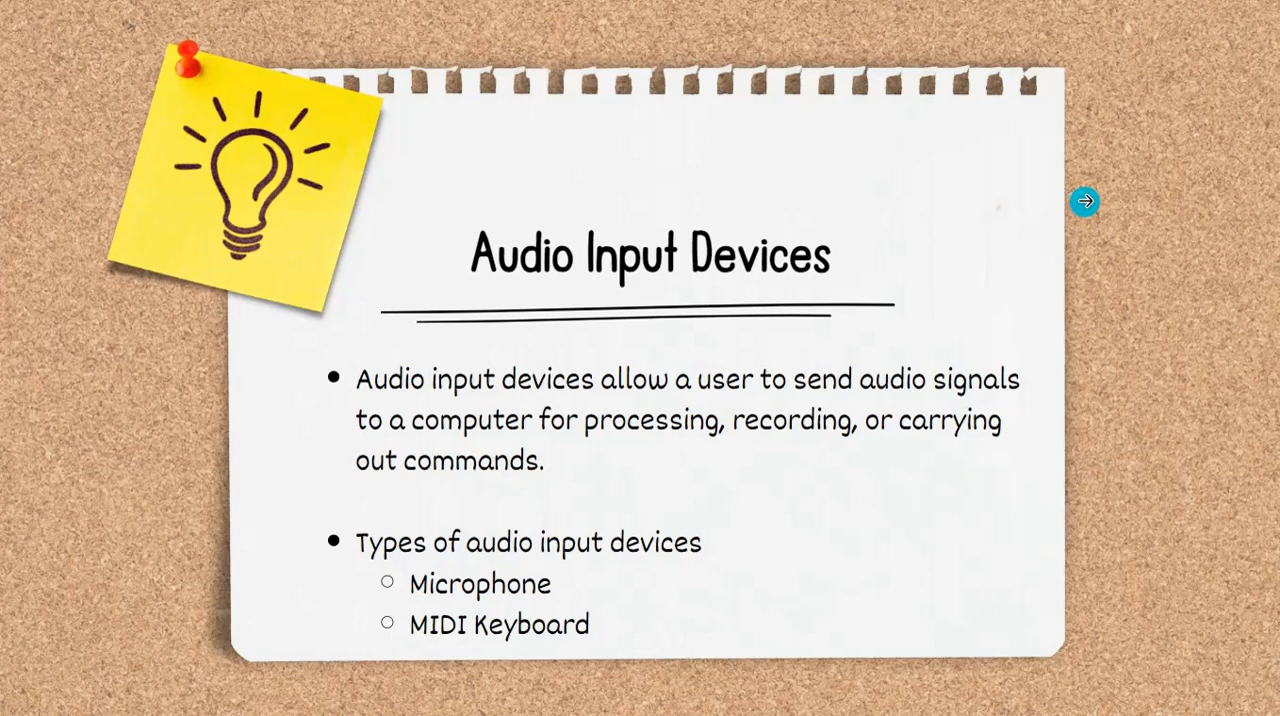 Audio Input Devices
Audio input devices allow a user to send audio signals
to a computer for processing, recording, or carrying
out commands.
Types of audio input devices
Microphone
MIDI Keyboard